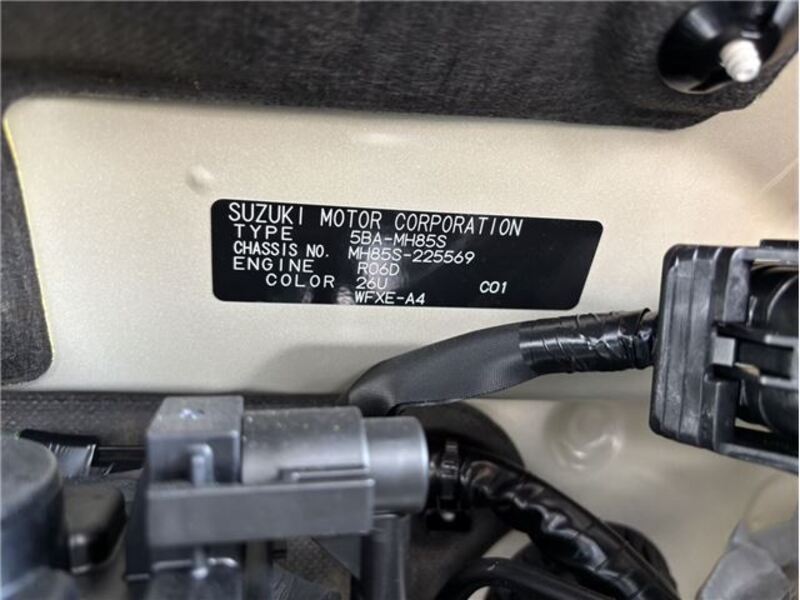 SUZUKI MOTOR CORPORATION
TYPE 5BA-MH85S
CHASSIS NO. MH85S-225569
ENGINE R06D
COLOR 26U C01
WFXE-A4